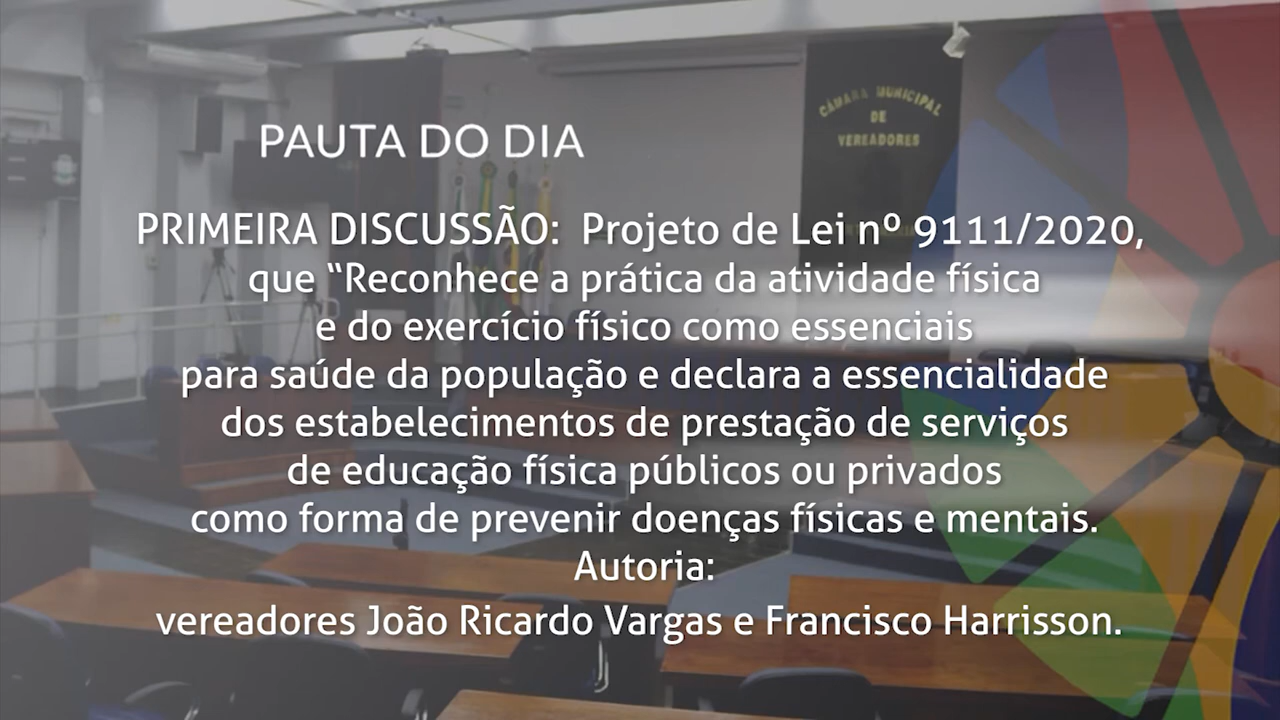 CÂMARA MUNICIPAL
DE
VEREADORES
PAUTA DO DIA
PRIMEIRA DISCUSSÃO: Projeto de Lei nº 9111/2020,
que “Reconhece a prática da atividade física
e do exercício físico como essenciais
para saúde da população e declara a essencialidade
dos estabelecimentos de prestação de serviços
de educação física públicos ou privados
como forma de prevenir doenças físicas e mentais.
Autoria:
vereadores João Ricardo Vargas e Francisco Harrisson.